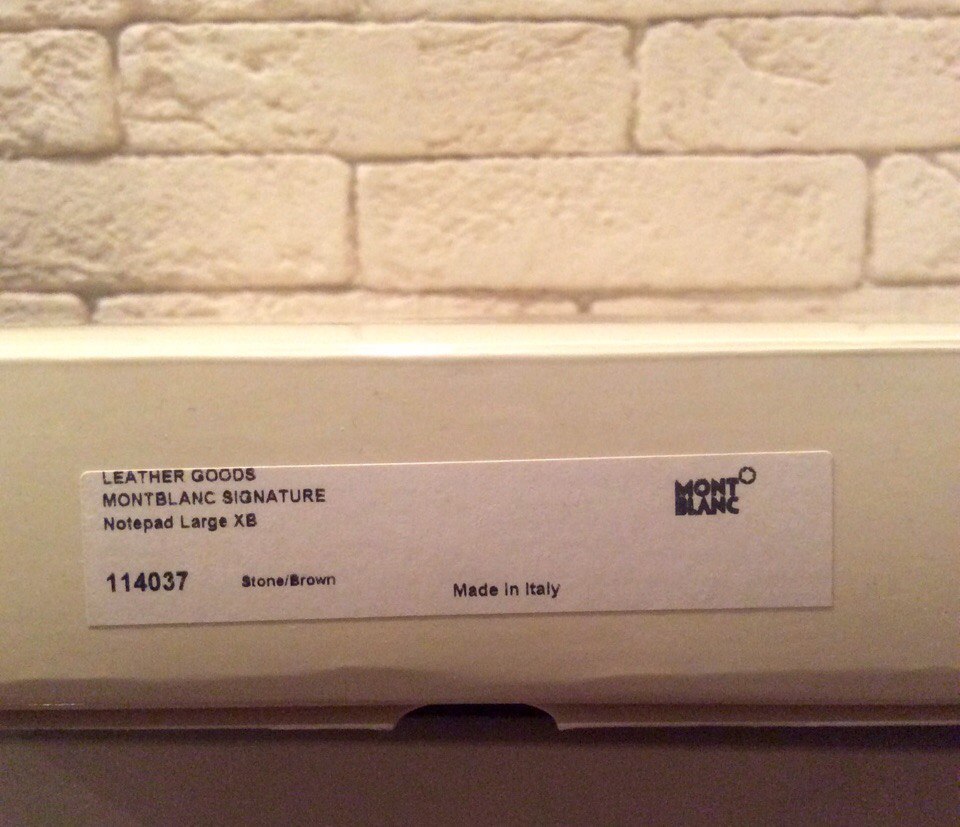 LEATHER GOODS
MONTBLANC SIGNATURE
Notepad Large XB
114037 Stone/Brown
Made in Italy
MONT
BLANC